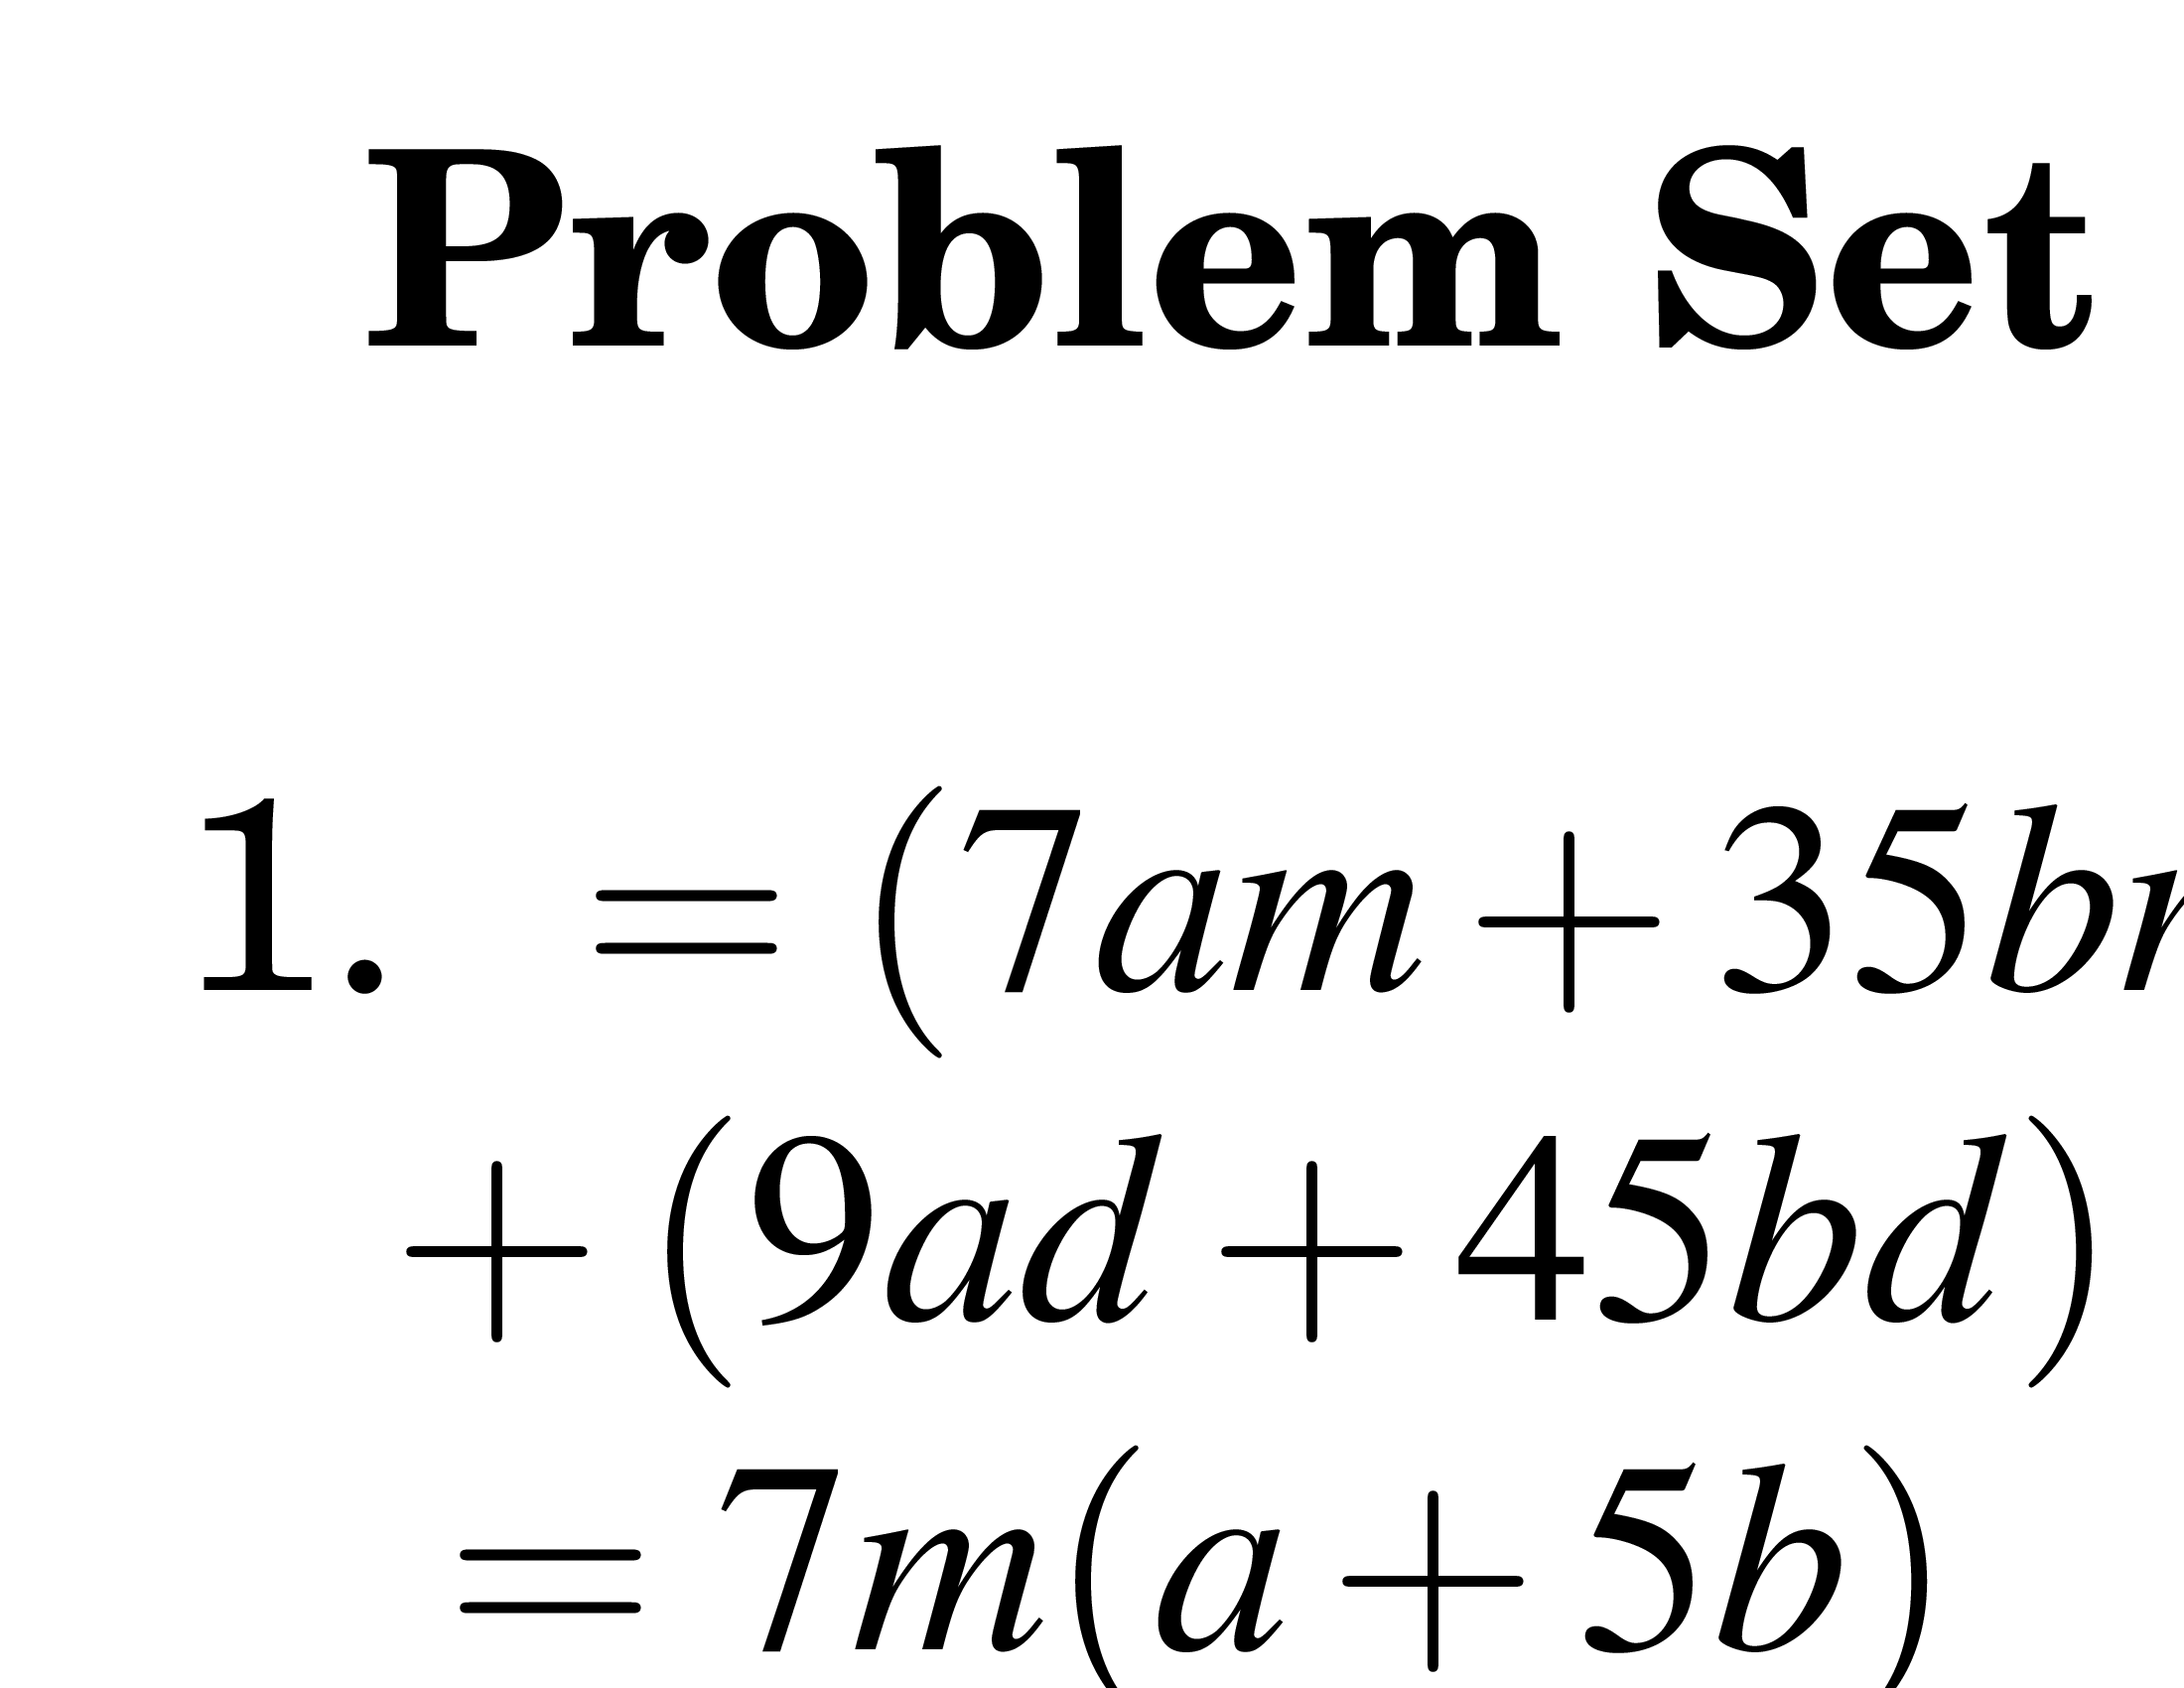 Problem Set
1. = (7am + 35b
+ (9ad + 45bd)
= 7m(a + 5b)